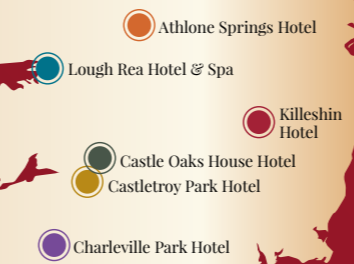 Athlone Springs Hotel
Lough Rea Hotel & Spa
Killeshin
Hotel
Castle Oaks House Hotel
Castletroy Park Hotel
Charleville Park Hotel